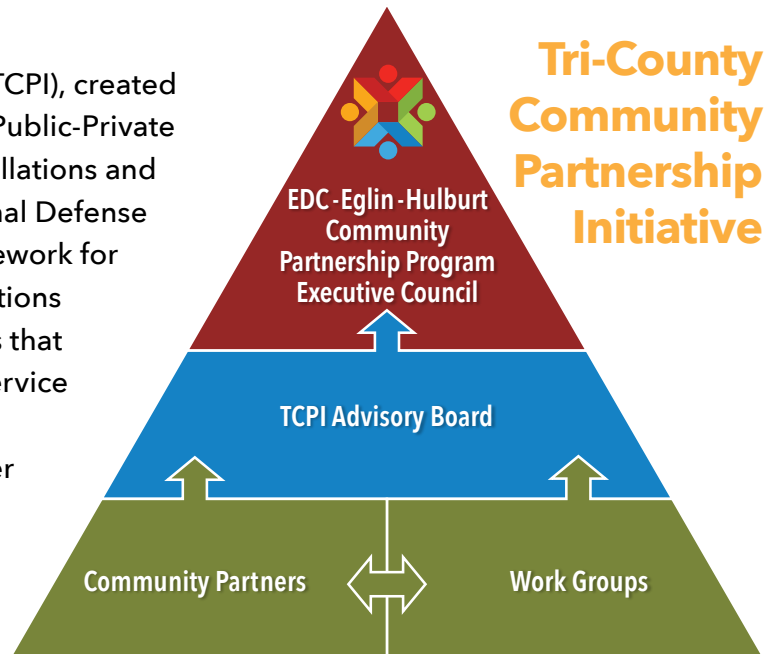 TCPI), created
Public-Private
llations and
nal Defense
ework for
tions
s that
ervice
er
Tri-County
Community
Partnership
Initiative
EDC-Eglin-Hulburt
Community
Partnership Program
Executive Council
TCPI Advisory Board
Community Partners
Work Groups